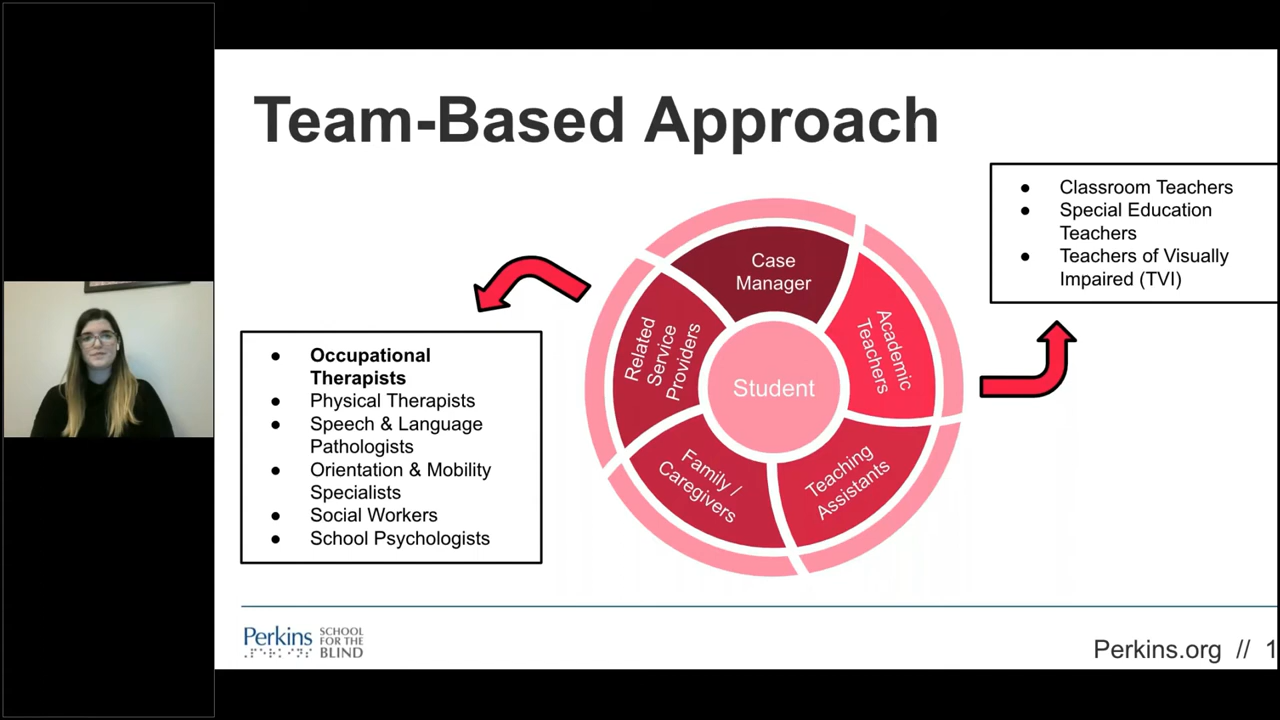 Team-Based Approach
● Classroom Teachers
● Special Education
Teachers
● Teachers of Visually
Impaired (TVI)
Case
Manager
Academic
Teachers
Related
Service
Providers
Student
Family /
Caregivers
Teaching
Assistants
● Occupational
Therapists
● Physical Therapists
● Speech & Language
Pathologists
● Orientation & Mobility
Specialists
● Social Workers
● School Psychologists
Perkins
SCHOOL
FOR THE
BLIND
Perkins.org // 1